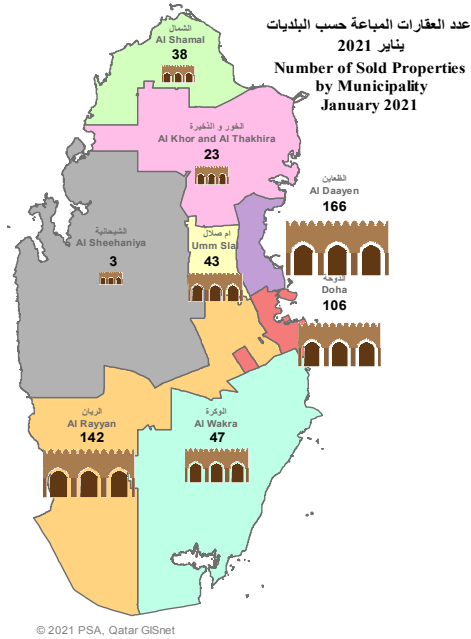 عدد العقارات المباعة حسب البلديات
يناير 2021
Number of Sold Properties
by Municipality
January 2021
الشمال
Al Shamal
38
الخور و الذخيرة
Al Khor and Al Thakhira
23
الظعاين
Al Daayen
166
الشيحانية
Al Sheehaniya
3
ام صلال
Umm Sla
43
الدوحة
Doha
106
الريان
Al Rayyan
142
الوكرة
Al Wakra
47
© 2021 PSA, Qatar GISnet